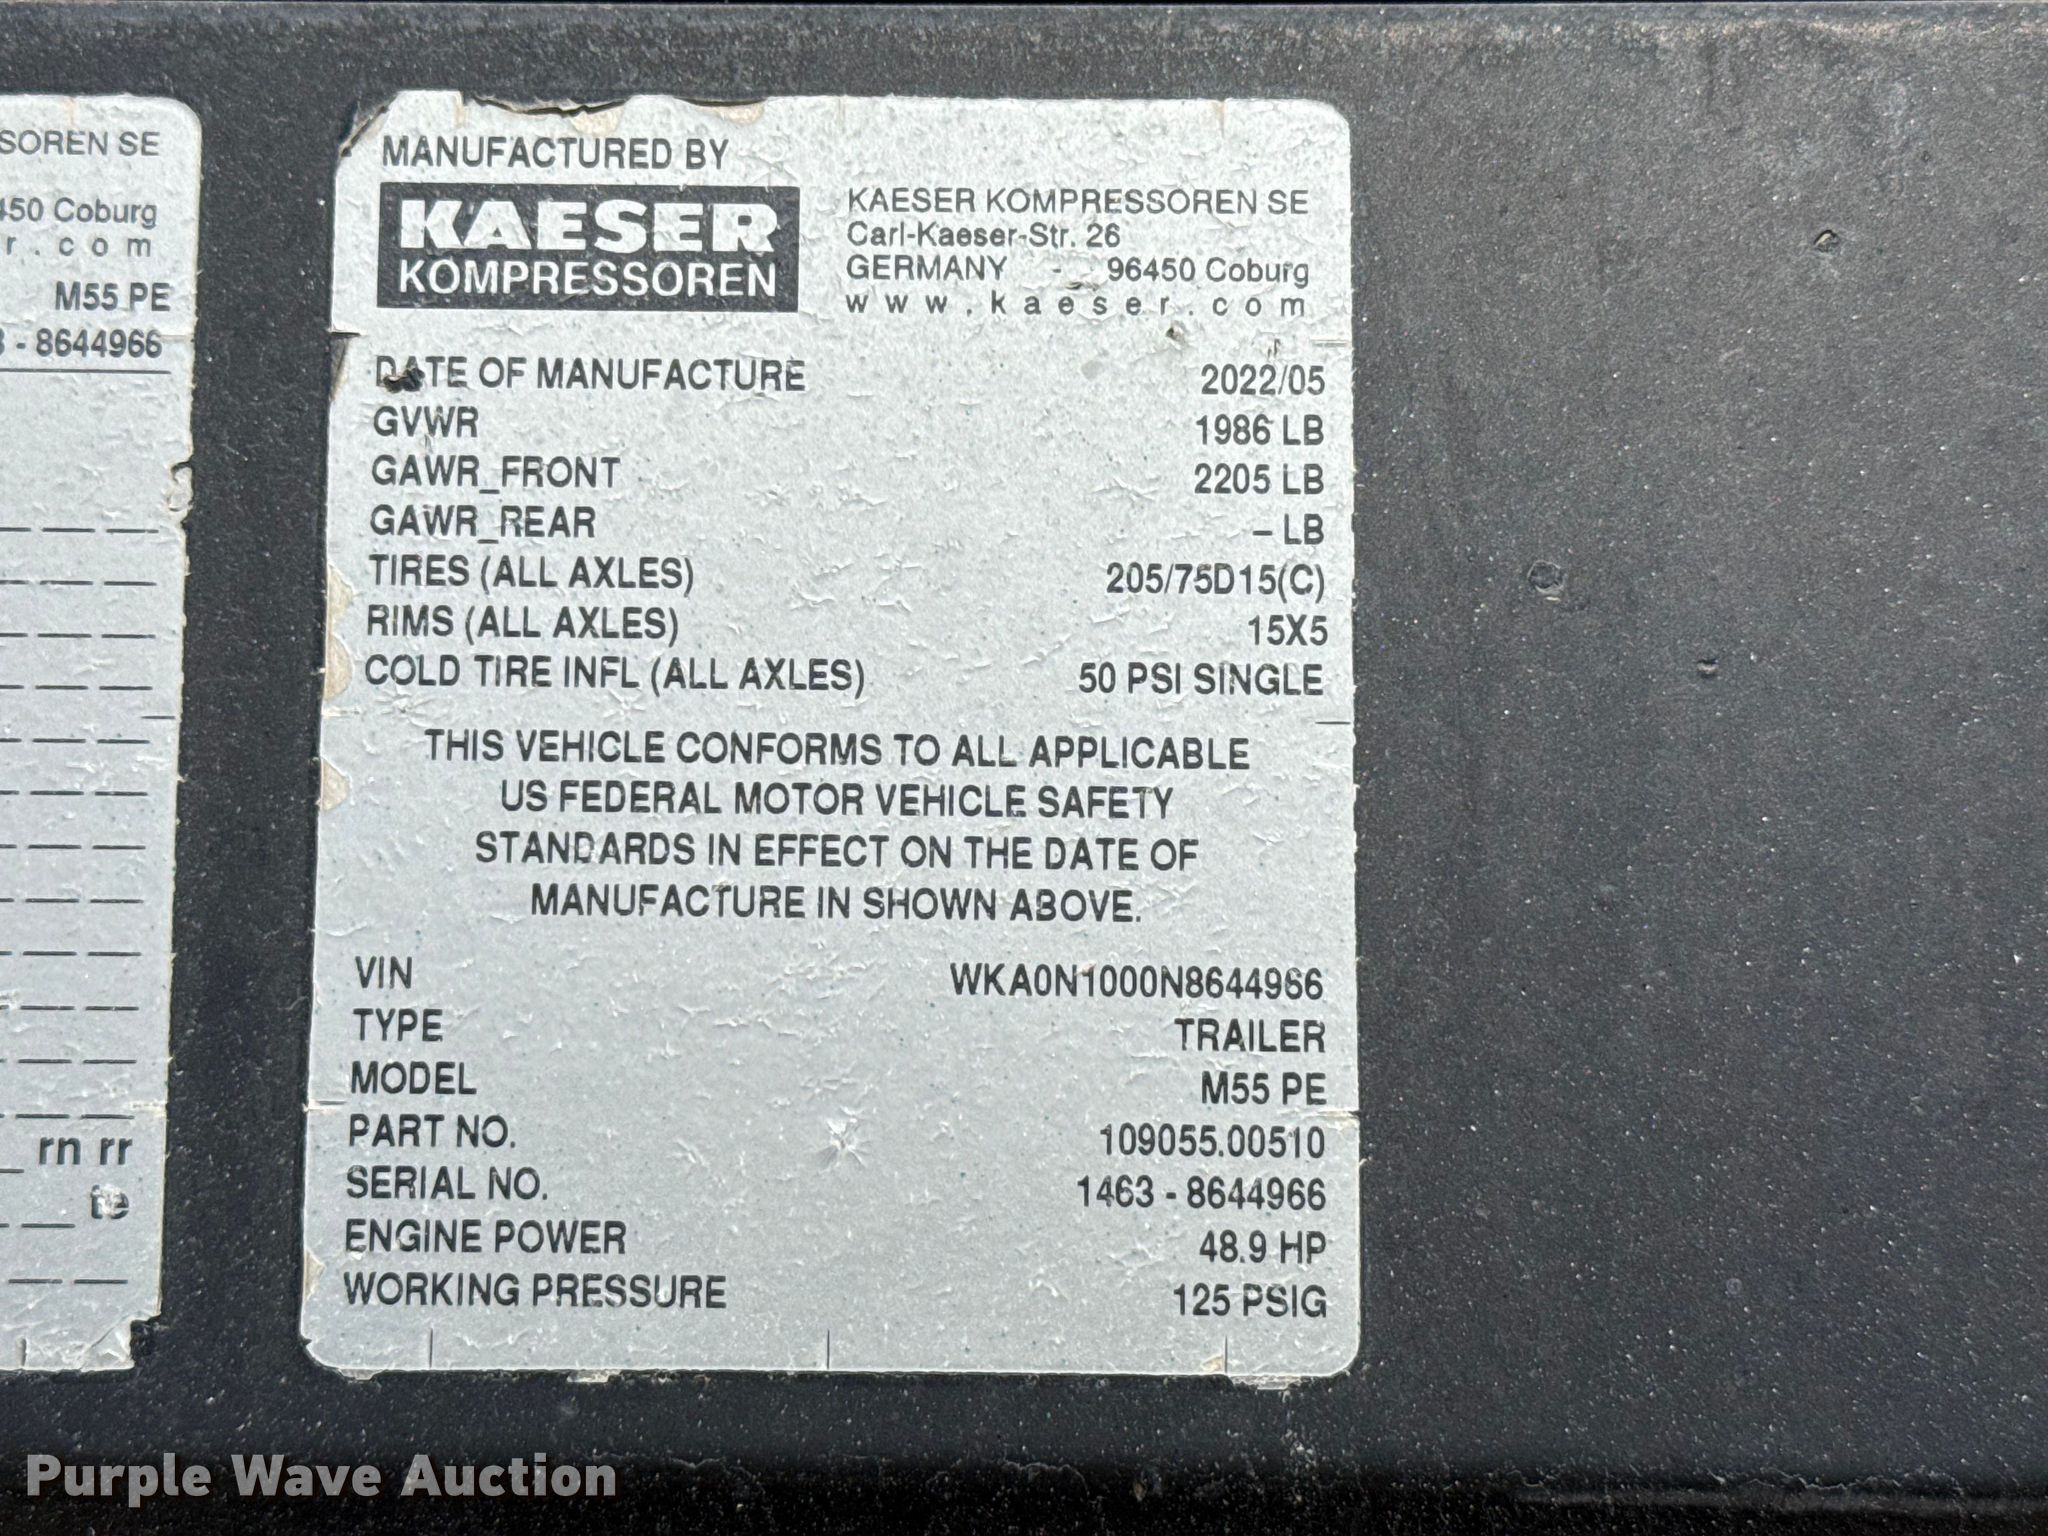 SOREN SE
450 Coburg
r . c o m
M55 PE
3 - 8644966
rn rr
te
MANUFACTURED BY
KAESER
KOMPRESSOREN
KAESER KOMPRESSOREN SE
Carl-Kaeser-Str. 26
GERMANY - 96450 Coburg
www.kaeser.com
DATE OF MANUFACTURE 2022/05
GVWR 1986 LB
GAWR_FRONT 2205 LB
GAWR_REAR – LB
TIRES (ALL AXLES) 205/75D15(C)
RIMS (ALL AXLES) 15X5
COLD TIRE INFL (ALL AXLES) 50 PSI SINGLE
THIS VEHICLE CONFORMS TO ALL APPLICABLE
US FEDERAL MOTOR VEHICLE SAFETY
STANDARDS IN EFFECT ON THE DATE OF
MANUFACTURE IN SHOWN ABOVE.
VIN WKA0N1000N8644966
TYPE TRAILER
MODEL M55 PE
PART NO. 109055.00510
SERIAL NO. 1463 - 8644966
ENGINE POWER 48.9 HP
WORKING PRESSURE 125 PSIG
Purple Wave Auction